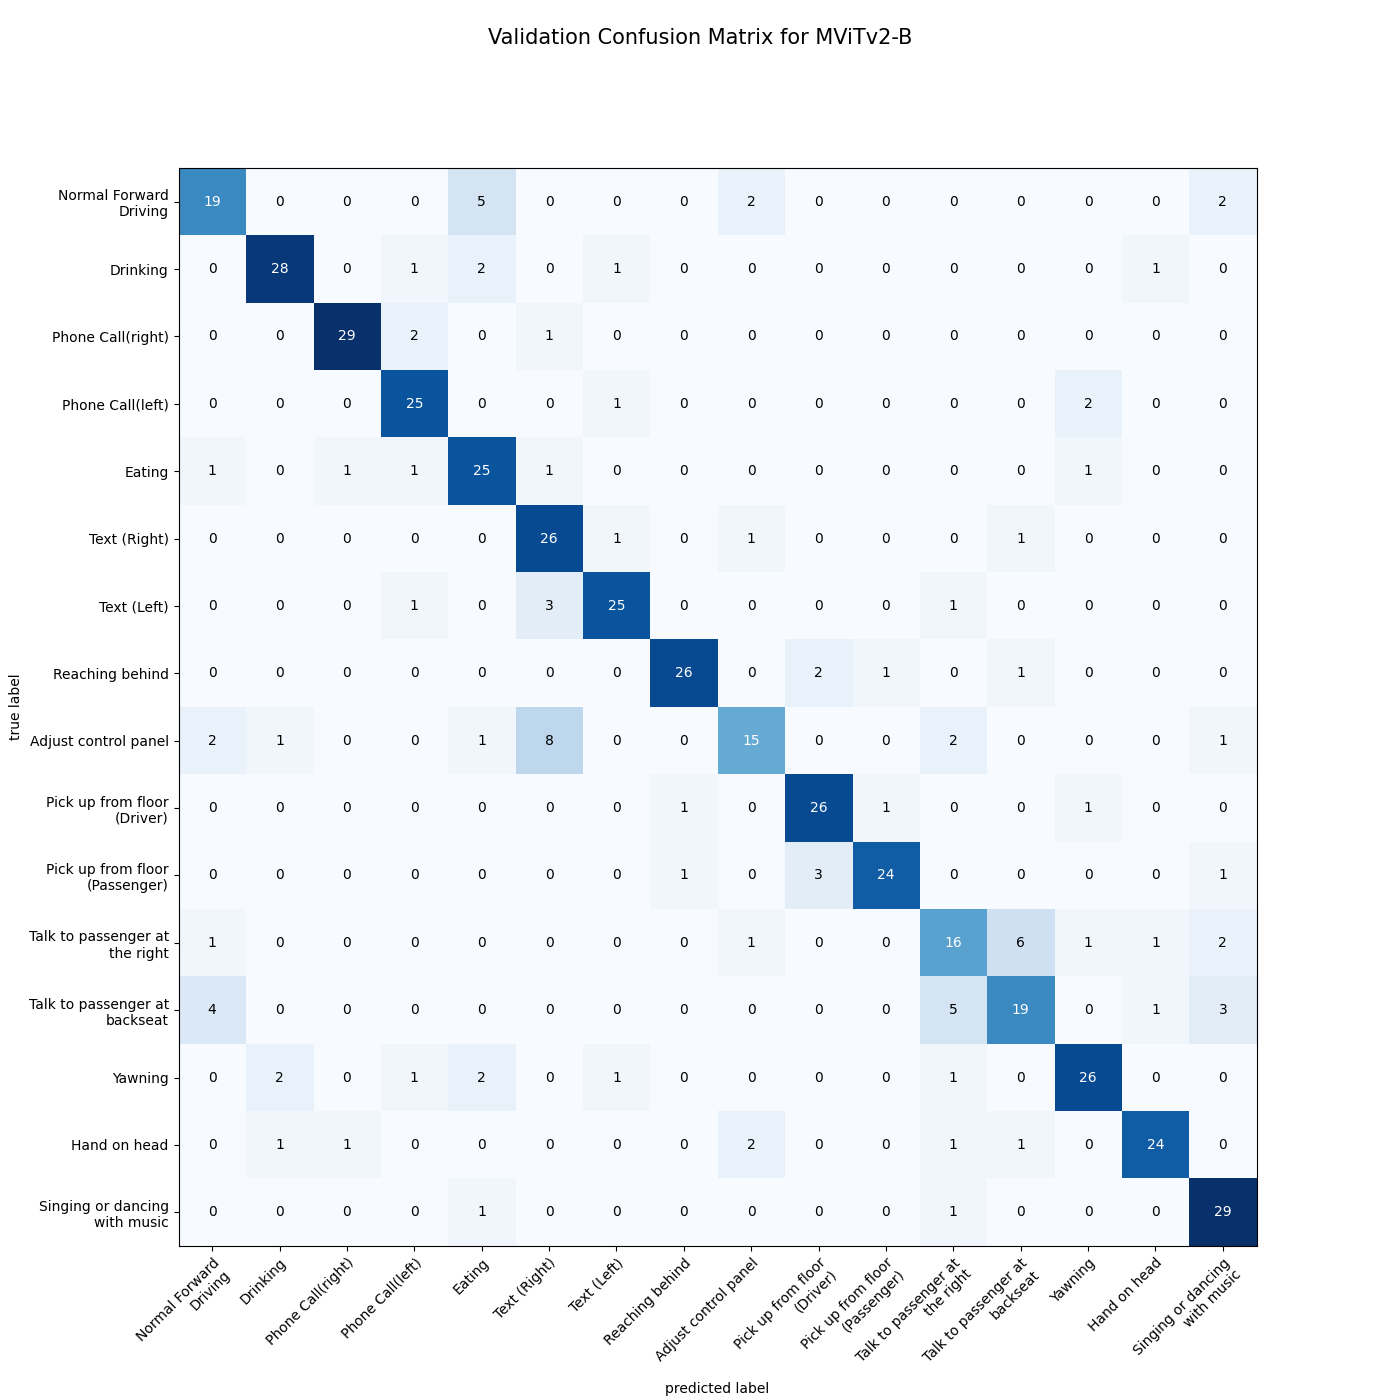 Validation Confusion Matrix for MViTv2-B
true label
Normal Forward
Driving
19 0 0 0 5 0 0 0 2 0 0 0 0 0 0 2
Drinking
0 28 0 1 2 0 1 0 0 0 0 0 0 0 1 0
Phone Call(right)
0 0 29 2 0 1 0 0 0 0 0 0 0 0 0 0
Phone Call(left)
0 0 0 25 0 0 1 0 0 0 0 0 0 2 0 0
Eating
1 0 1 1 25 1 0 0 0 0 0 0 0 1 0 0
Text (Right)
0 0 0 0 0 26 1 0 1 0 0 0 1 0 0 0
Text (Left)
0 0 0 1 0 3 25 0 0 0 0 1 0 0 0 0
Reaching behind
0 0 0 0 0 0 0 26 0 2 1 0 1 0 0 0
Adjust control panel
2 1 0 0 1 8 0 0 15 0 0 2 0 0 0 1
Pick up from floor
(Driver)
0 0 0 0 0 0 0 1 0 26 1 0 0 1 0 0
Pick up from floor
(Passenger)
0 0 0 0 0 0 0 1 0 3 24 0 0 0 0 1
Talk to passenger at
the right
1 0 0 0 0 0 0 0 1 0 0 16 6 1 1 2
Talk to passenger at
backseat
4 0 0 0 0 0 0 0 0 0 0 5 19 0 1 3
Yawning
0 2 0 1 2 0 1 0 0 0 0 1 0 26 0 0
Hand on head
0 1 1 0 0 0 0 0 2 0 0 1 1 0 24 0
Singing or dancing
with music
0 0 0 0 1 0 0 0 0 0 0 1 0 0 0 29
Normal Forward
Driving
Drinking
Phone Call(right)
Phone Call(left)
Eating
Text (Right)
Text (Left)
Reaching behind
Adjust control panel
Pick up from floor
(Driver)
Pick up from floor
(Passenger)
Talk to passenger at
the right
Talk to passenger at
backseat
Yawning
Hand on head
Singing or dancing
with music
predicted label